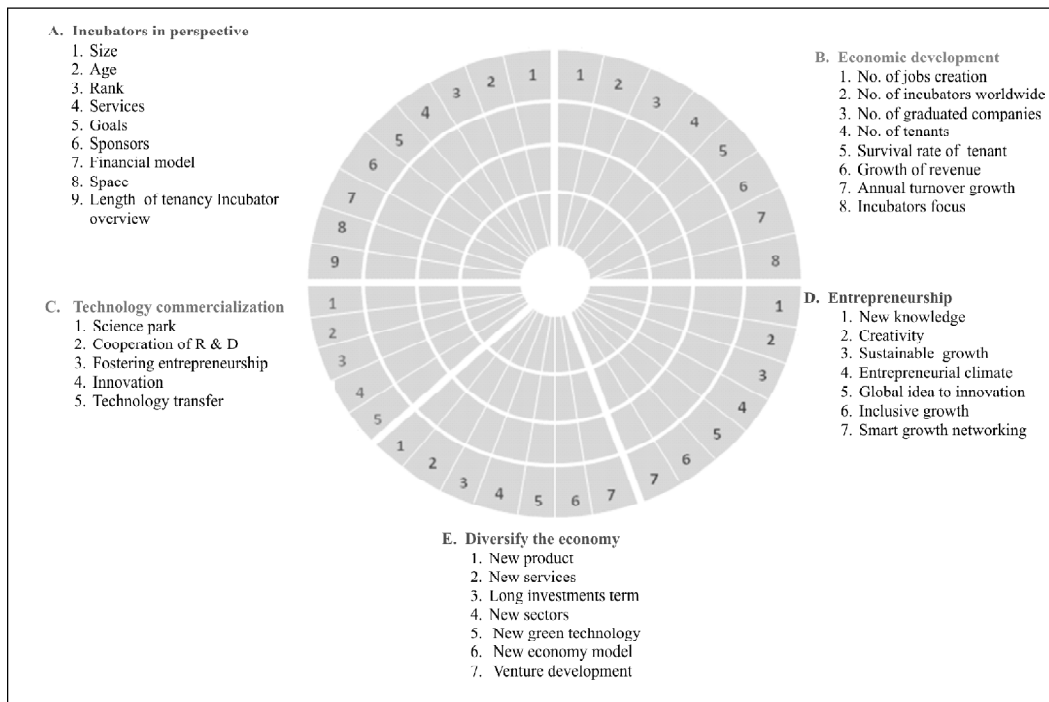 A. Incubators in perspective
1. Size
2. Age
3. Rank
4. Services
5. Goals
6. Sponsors
7. Financial model
8. Space
9. Length of tenancy Incubator
overview
B. Economic development
1. No. of jobs creation
2. No. of incubators worldwide
3. No. of graduated companies
4. No. of tenants
5. Survival rate of tenant
6. Growth of revenue
7. Annual turnover growth
8. Incubators focus
1
2
3
4
5
6
7
8
9
1
2
3
4
5
6
7
8
C. Technology commercialization
1. Science park
2. Cooperation of R & D
3. Fostering entrepreneurship
4. Innovation
5. Technology transfer
1
2
3
4
5
1
2
3
4
5
6
7
D. Entrepreneurship
1. New knowledge
2. Creativity
3. Sustainable growth
4. Entrepreneurial climate
5. Global idea to innovation
6. Inclusive growth
7. Smart growth networking
1
2
3
4
5
6
7
E. Diversify the economy
1. New product
2. New services
3. Long investments term
4. New sectors
5. New green technology
6. New economy model
7. Venture development